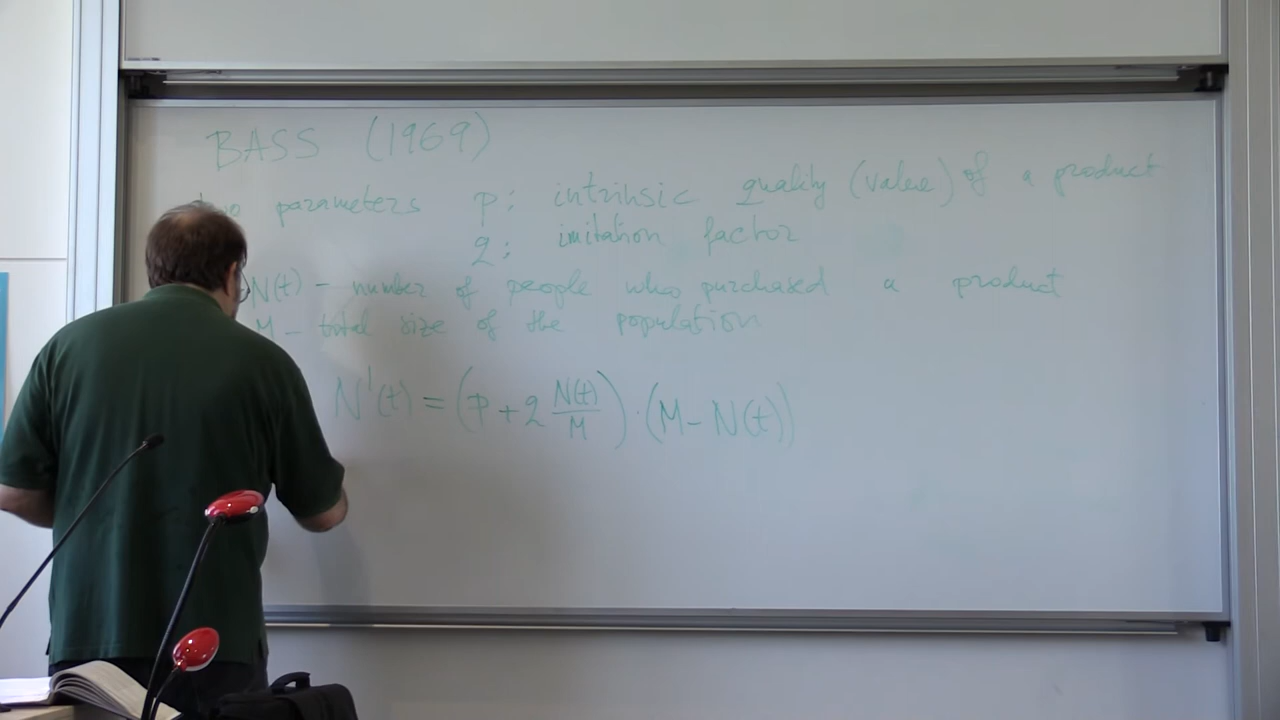 BASS (1969)
two parameters p: intrinsic quality (value) of a product
q: imitation factor
N(t) - number of people who purchased a product
M - total size of the population
N'(t) = (p + q N(t)/M) · (M - N(t))